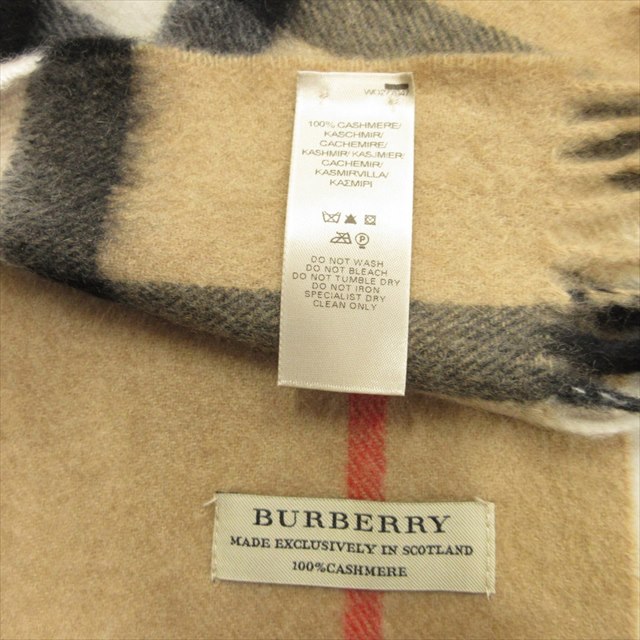 100% CASHMERE/
KASCHMIR/
CACHEMIRE/
KASHMIR/ KAŠMIER/
CACHEMIR/
KASMIRVILLA/
ΚΑΣΜΙΡΙ
DO NOT WASH
DO NOT BLEACH
DO NOT TUMBLE DRY
DO NOT IRON
SPECIALIST DRY
CLEAN ONLY
BURBERRY
MADE EXCLUSIVELY IN SCOTLAND
100%CASHMERE